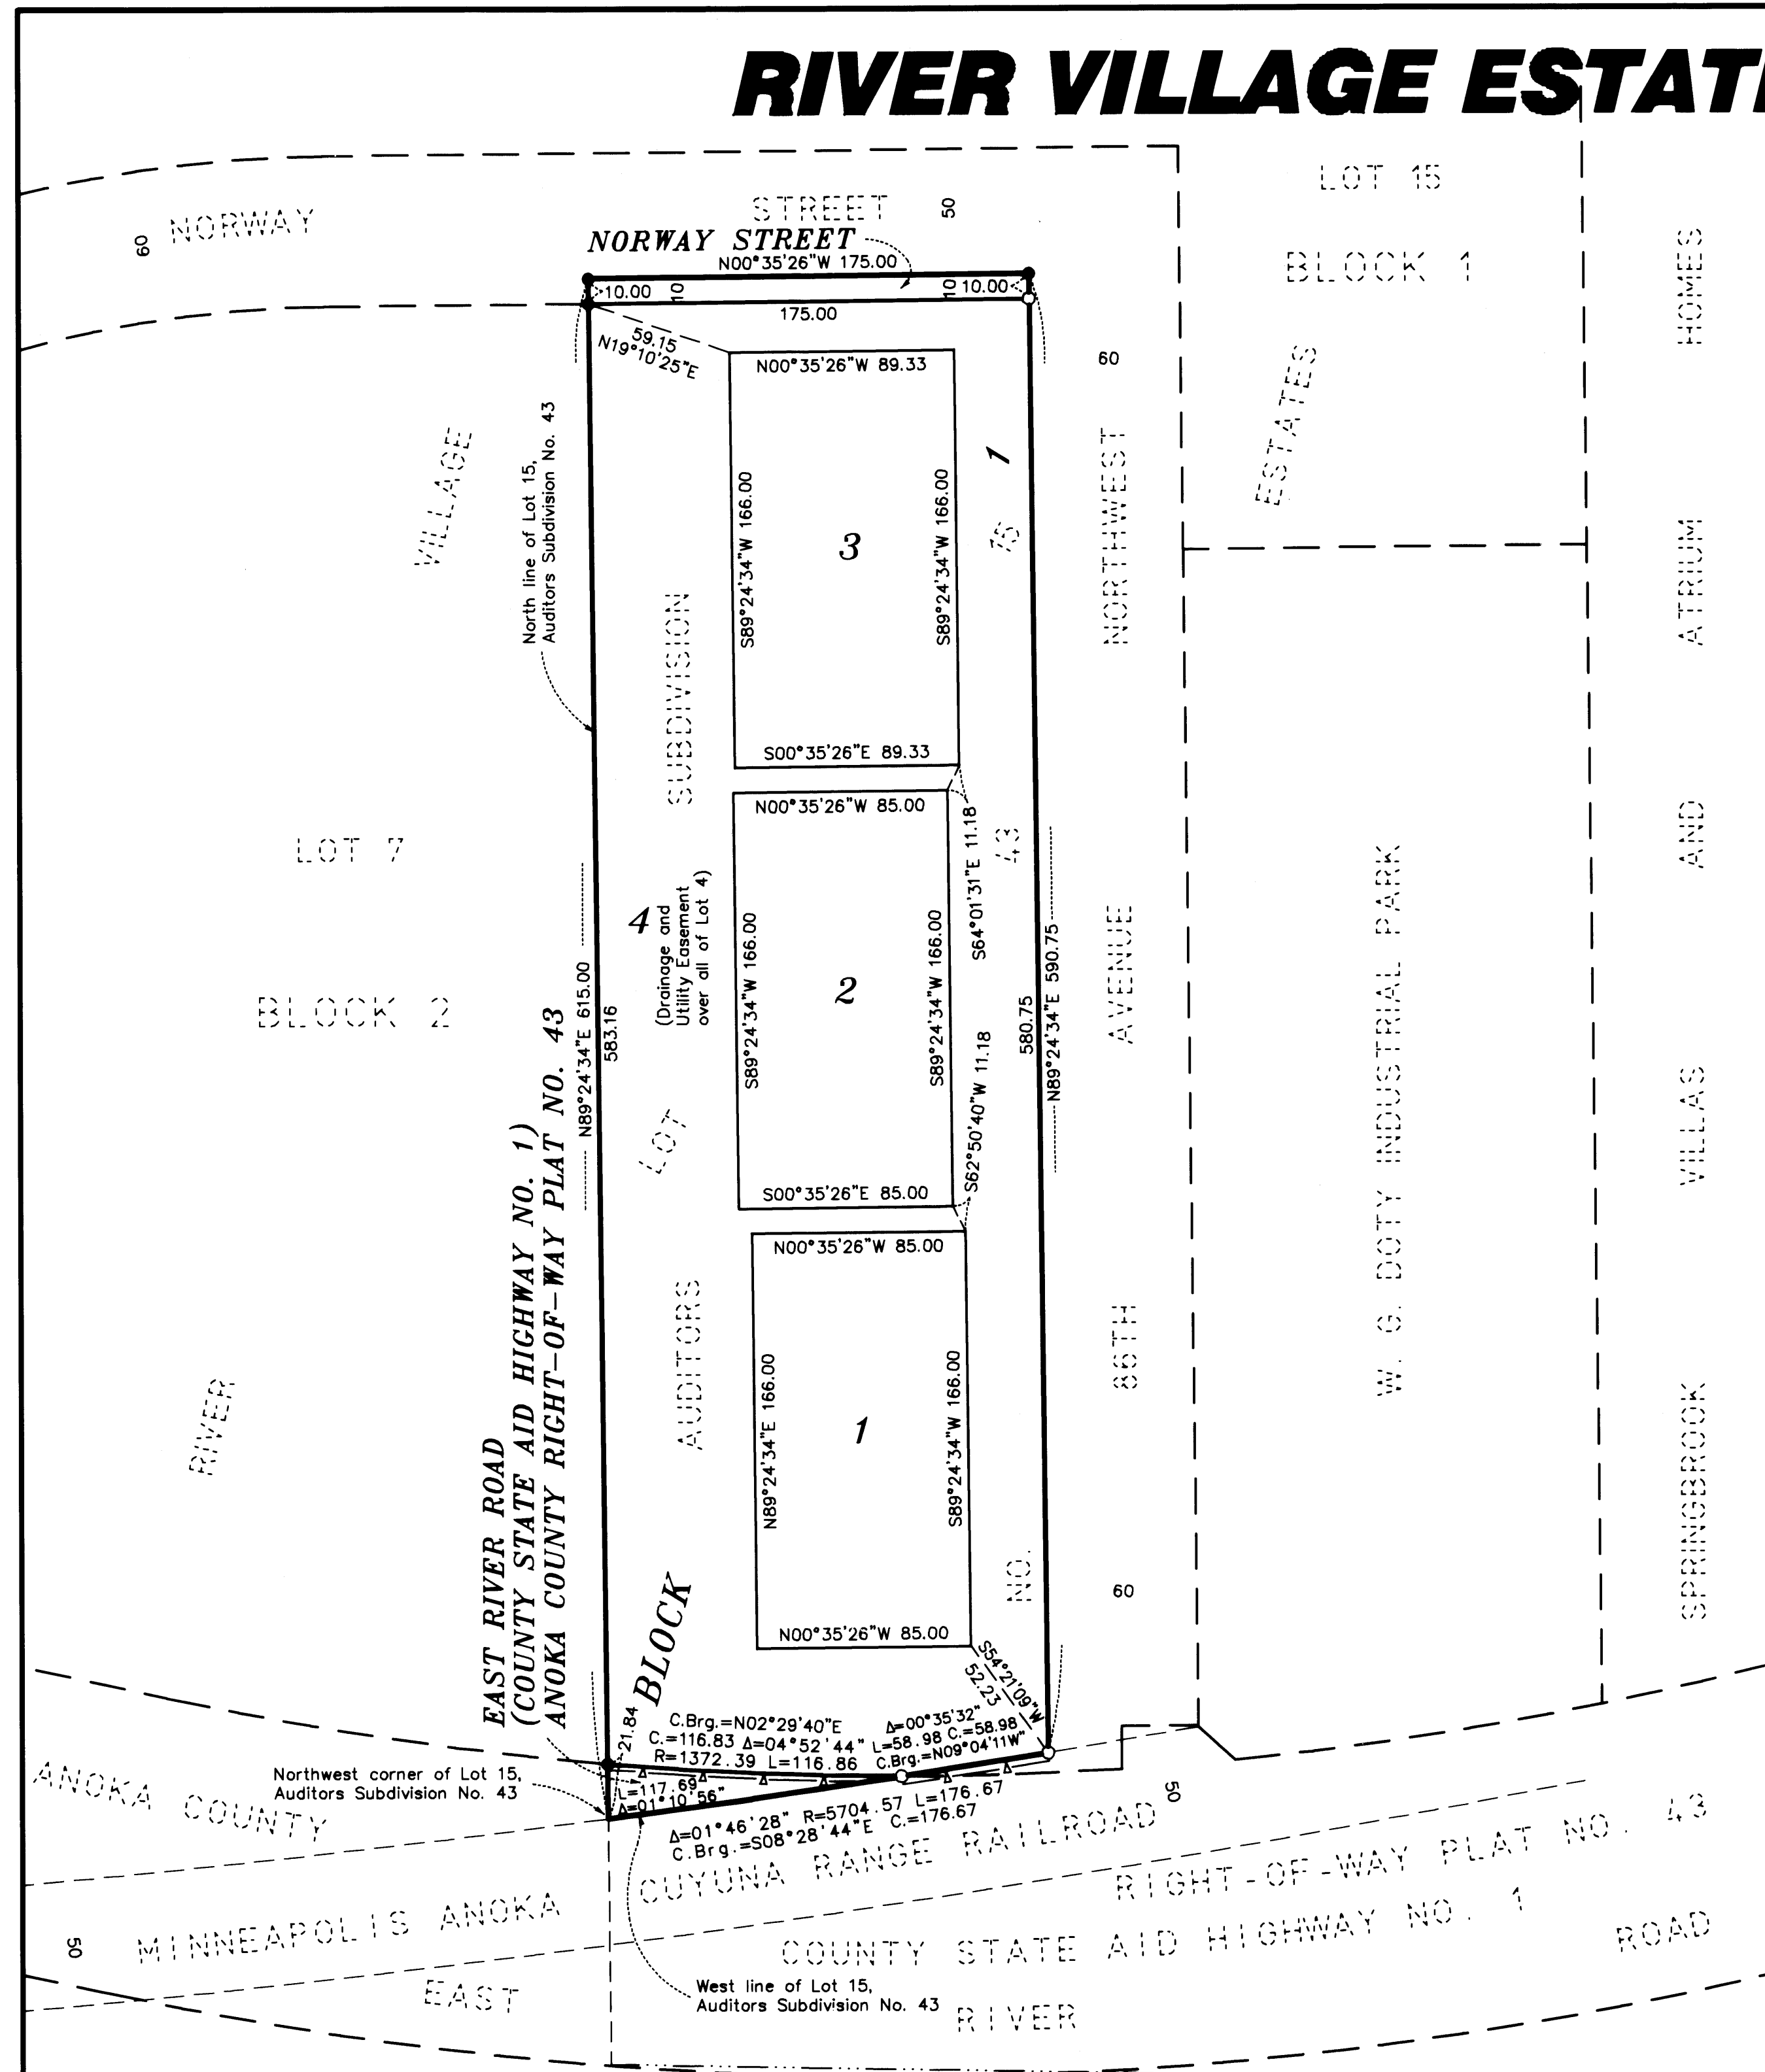 RIVER VILLAGE ESTATE
NORWAY
STREET
60
50
NORWAY STREET
N00°35'26"W 175.00
10.00
10
10
10.00
175.00
59.15
N19°10'25"E
LOT 15
BLOCK 1
HOMES
60
N00°35'26"W 89.33
ESTATES
North line of Lot 15,
Auditors Subdivision No. 43
VILLAGE
1
S89°24'34"W 166.00
3
S89°24'34"W 166.00
15
NORTHWEST
ATRIUM
SUBDIVISION
S00°35'26"E 89.33
N00°35'26"W 85.00
S64°01'31"E 11.18
43
LOT 7
BLOCK 2
4
(Drainage and
Utility Easement
over all of Lot 4)
S89°24'34"W 166.00
2
S89°24'34"W 166.00
N89°24'34"E 615.00
583.16
580.75
N89°24'34"E 590.75
AVENUE
W. G. DOTY INDUSTRIAL PARK
AND
S62°50'40"W 11.18
LOT
VILLAS
S00°35'26"E 85.00
N00°35'26"W 85.00
EAST RIVER ROAD
(COUNTY STATE AID HIGHWAY NO. 1)
ANOKA COUNTY RIGHT-OF-WAY PLAT NO. 43
RIVER
AUDITORS
N89°24'34"E 166.00
1
S89°24'34"W 166.00
86TH
SPRINGBROOK
NO.
60
N00°35'26"W 85.00
BLOCK
S54°21'09"W
52.23
21.84
C.Brg.=N02°29'40"E
C.=116.83 Δ=04°52'44"
R=1372.39 L=116.86
Δ=00°35'32"
L=58.98 C.=58.98
C.Brg.=N09°04'11W"
Northwest corner of Lot 15,
Auditors Subdivision No. 43
L=117.69
Δ=01°10'56"
Δ=01°46'28" R=5704.57 L=176.67
C.Brg.=S08°28'44"E C.=176.67
50
ANOKA COUNTY
RIGHT-OF-WAY PLAT NO. 43
MINNEAPOLIS ANOKA CUYUNA RANGE RAILROAD
50
COUNTY STATE AID HIGHWAY NO. 1
West line of Lot 15,
Auditors Subdivision No. 43
EAST RIVER ROAD